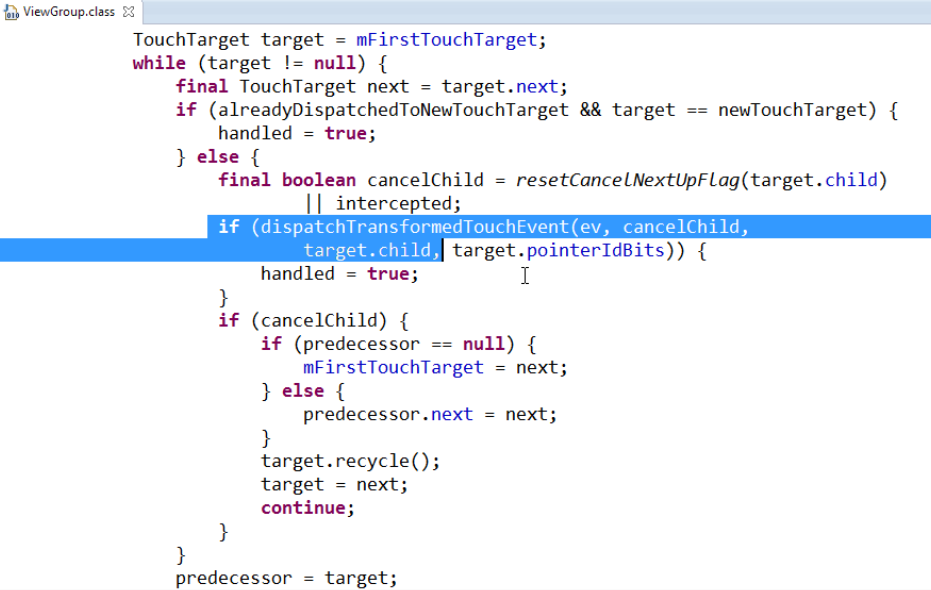 ViewGroup.class
TouchTarget target = mFirstTouchTarget;
while (target != null) {
final TouchTarget next = target.next;
if (alreadyDispatchedToNewTouchTarget && target == newTouchTarget) {
handled = true;
} else {
final boolean cancelChild = resetCancelNextUpFlag(target.child)
|| intercepted;
if (dispatchTransformedTouchEvent(ev, cancelChild,
target.child, target.pointerIdBits)) {
handled = true;
}
if (cancelChild) {
if (predecessor == null) {
mFirstTouchTarget = next;
} else {
predecessor.next = next;
}
target.recycle();
target = next;
continue;
}
}
predecessor = target;